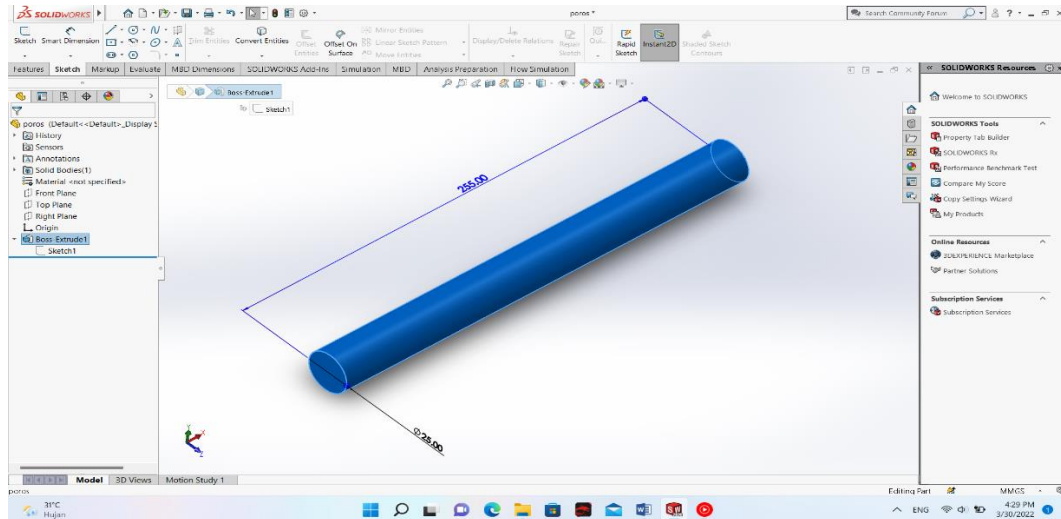 SOLIDWORKS
poros *
Search Community Forum
Sketch
Smart Dimension
Trim Entities
Convert Entities
Offset Entities
Offset On Surface
Mirror Entities
Linear Sketch Pattern
Move Entities
Display/Delete Relations
Repair Sketch
Rapid Sketch
Instant2D
Shaded Sketch Contours
Features
Sketch
Markup
Evaluate
MBD Dimensions
SOLIDWORKS Add-Ins
Simulation
MBD
Analysis Preparation
Flow Simulation
poros (Default<<Default>_Display S
History
Sensors
Annotations
Solid Bodies(1)
Material <not specified>
Front Plane
Top Plane
Right Plane
Origin
Boss-Extrude1
Sketch1
Boss-Extrude1
Sketch1
255.00
Ø25.00
SOLIDWORKS Resources
Welcome to SOLIDWORKS
SOLIDWORKS Tools
Property Tab Builder
SOLIDWORKS Rx
Performance Benchmark Test
Compare My Score
Copy Settings Wizard
My Products
Online Resources
3DEXPERIENCE Marketplace
Partner Solutions
Subscription Services
Subscription Services
Model
3D Views
Motion Study 1
poros
Editing Part
MMGS
31°C
Hujan
ENG
4:29 PM
3/30/2022